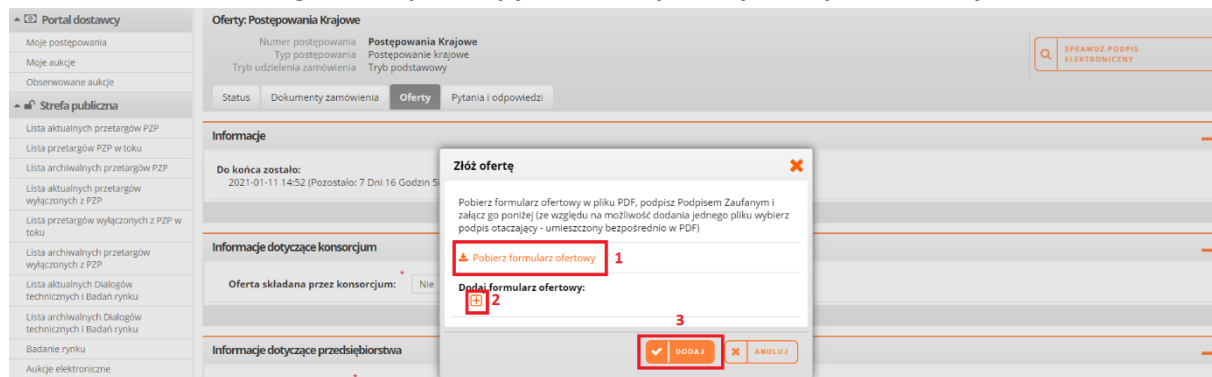 Portal dostawcy
Moje postępowania
Moje aukcje
Obserwowane aukcje
Strefa publiczna
Lista aktualnych przetargów PZP
Lista przetargów PZP w toku
Lista archiwalnych przetargów PZP
Lista aktualnych przetargów
wyłączonych z PZP
Lista przetargów wyłączonych z PZP w
toku
Lista archiwalnych przetargów
wyłączonych z PZP
Lista aktualnych Dialogów
technicznych i Badań rynku
Lista archiwalnych Dialogów
technicznych i Badań rynku
Badanie rynku
Aukcje elektroniczne
Oferty: Postępowania Krajowe
Numer postępowania Postępowania Krajowe
Typ postępowania Postępowanie krajowe
Tryb udzielenia zamówienia Tryb podstawowy
SPRAWDŹ PODPIS
ELEKTRONICZNY
Status Dokumenty zamówienia Oferty Pytania i odpowiedzi
Informacje
Do końca zostało:
2021-01-11 14:52 (Pozostało: 7 Dni 16 Godzin
Informacje dotyczące konsorcjum
Oferta składana przez konsorcjum: * Nie
Informacje dotyczące przedsiębiorstwa
*
Złóż ofertę
Pobierz formularz ofertowy w pliku PDF, podpisz Podpisem Zaufanym i
załącz go poniżej (ze względu na możliwość dodania jednego pliku wybierz
podpis otaczający - umieszczony bezpośrednio w PDF)
Pobierz formularz ofertowy 1
Dodaj formularz ofertowy:
2
3
DODAJ ANULUJ